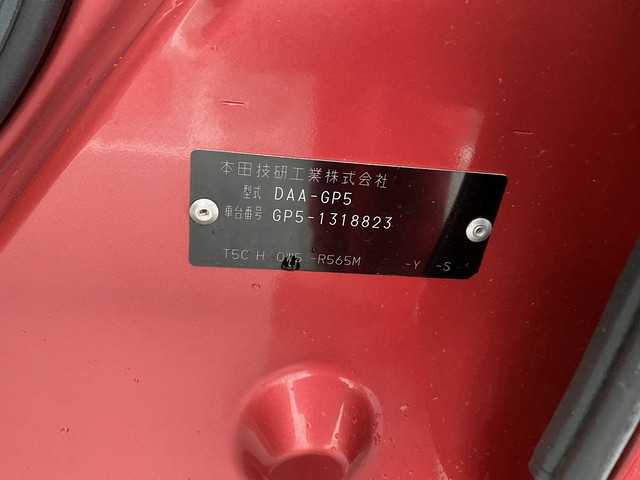 本田技研工業株式会社
型式 DAA-GP5
車台番号 GP5-1318823
T5C H -R565M -Y -S